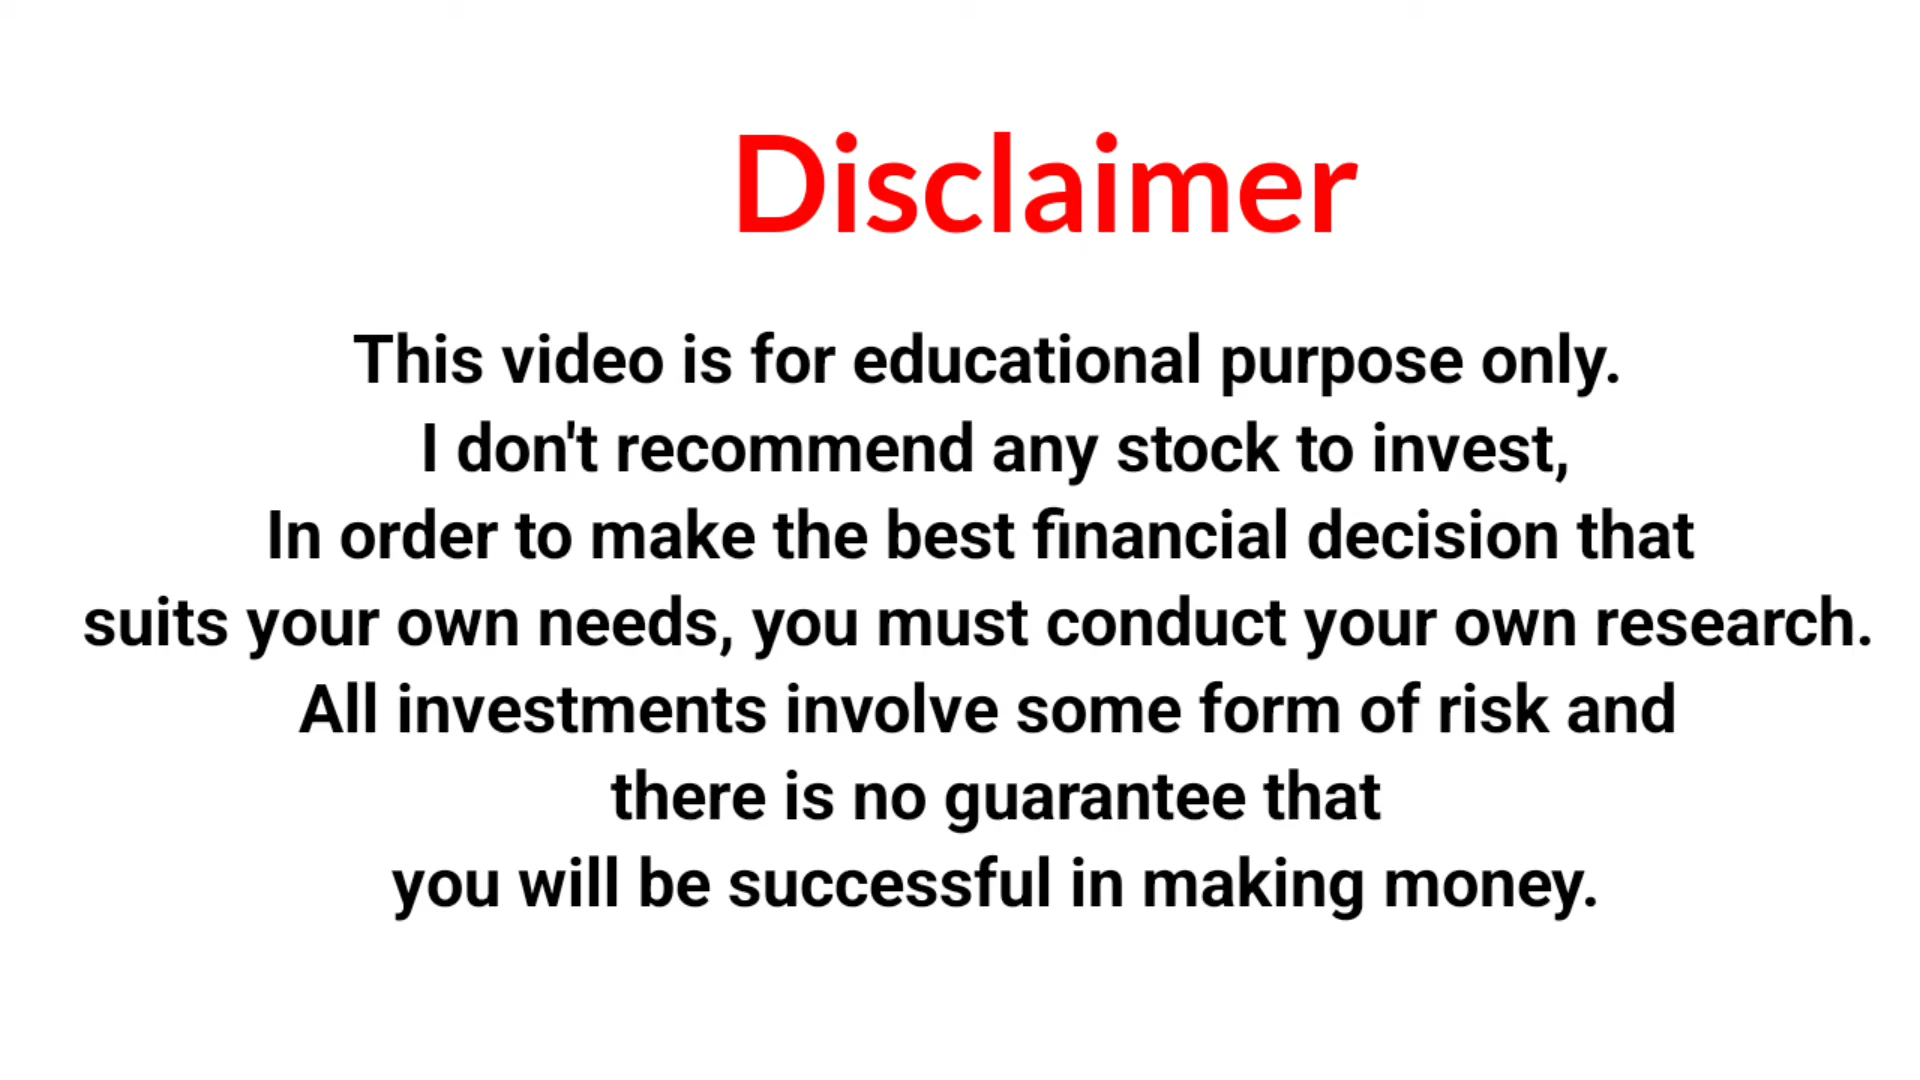 Disclaimer
This video is for educational purpose only.
I don't recommend any stock to invest,
In order to make the best financial decision that
suits your own needs, you must conduct your own research.
All investments involve some form of risk and
there is no guarantee that
you will be successful in making money.